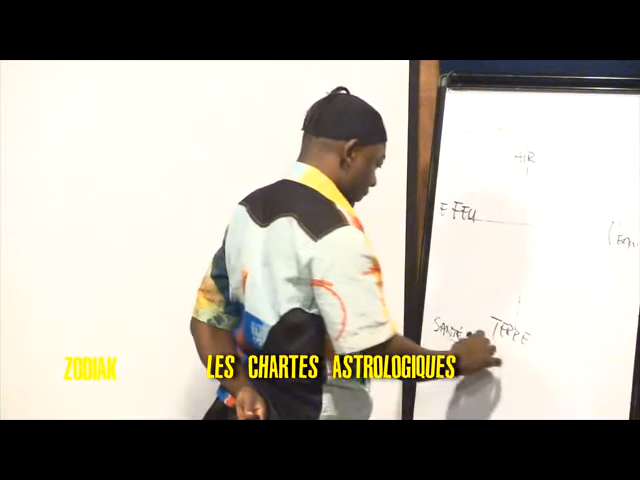 AIR
FEU
SANTÉ
TERRE
ZODIAK
LES CHARTES ASTROLOGIQUES